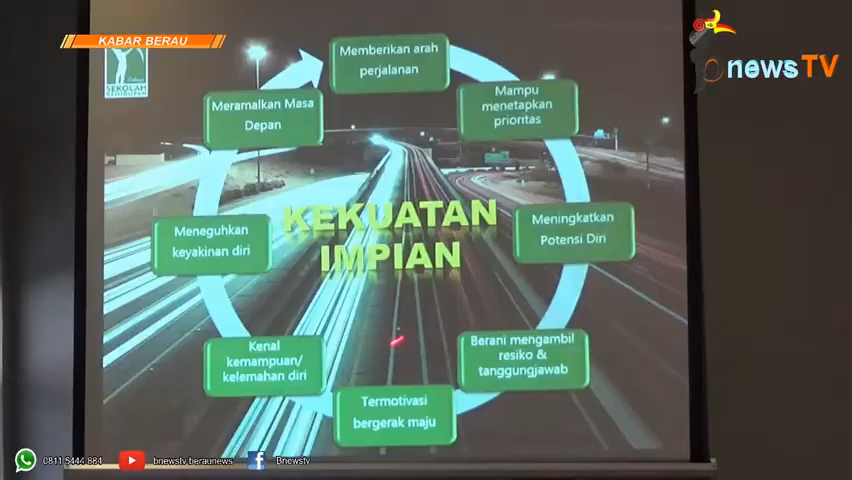 KABAR BERAU
bnewsTV
SEKOLAH
KEHIDUPAN
Memberikan arah
perjalanan
Mampu
menetapkan
prioritas
Meramalkan Masa
Depan
KEKUATAN
IMPIAN
Meningkatkan
Potensi Diri
Meneguhkan
keyakinan diri
Berani mengambil
resiko &
tanggungjawab
Kenal
kemampuan/
kelemahan diri
Termotivasi
bergerak maju
0811 5444 884
bnewstv beraunews
Bnewstv